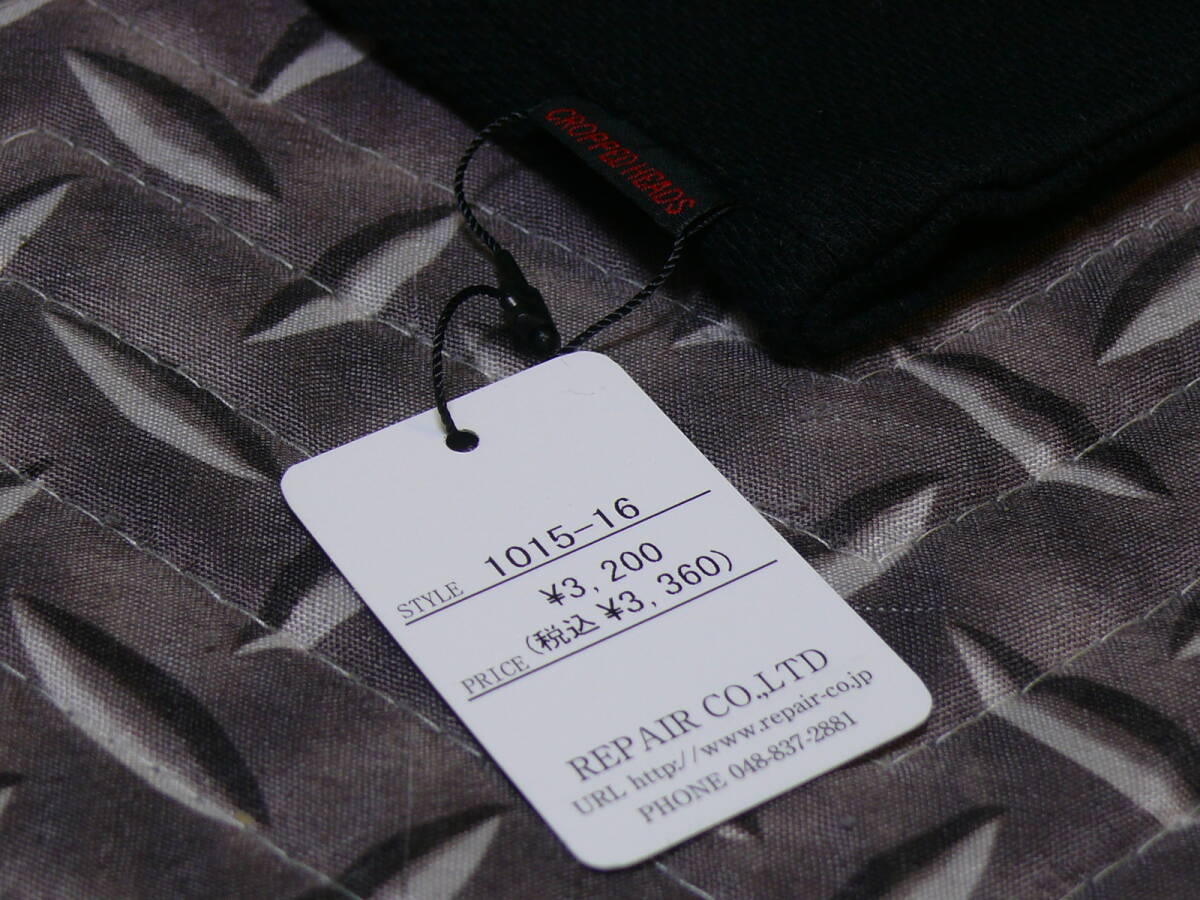 CROPPED HEADS
STYLE 1015-16
¥3,200
PRICE (税込 ¥3,360)
REPAIR CO.,LTD
URL http://www.repair-co.jp
PHONE 048-837-2881